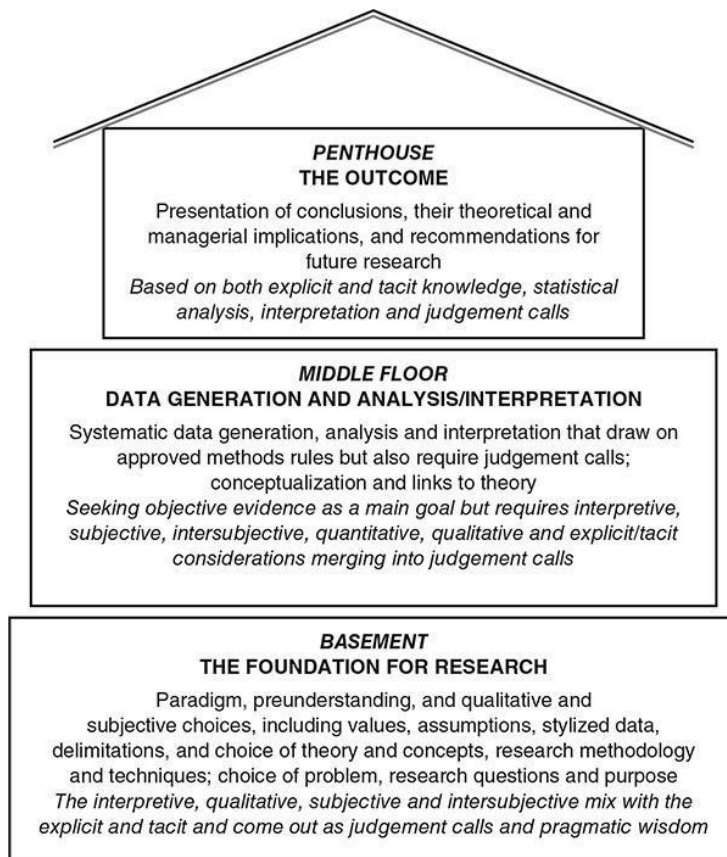 PENTHOUSE
THE OUTCOME
Presentation of conclusions, their theoretical and
managerial implications, and recommendations for
future research
Based on both explicit and tacit knowledge, statistical
analysis, interpretation and judgement calls
MIDDLE FLOOR
DATA GENERATION AND ANALYSIS/INTERPRETATION
Systematic data generation, analysis and interpretation that draw on
approved methods rules but also require judgement calls;
conceptualization and links to theory
Seeking objective evidence as a main goal but requires interpretive,
subjective, intersubjective, quantitative, qualitative and explicit/tacit
considerations merging into judgement calls
BASEMENT
THE FOUNDATION FOR RESEARCH
Paradigm, preunderstanding, and qualitative and
subjective choices, including values, assumptions, stylized data,
delimitations, and choice of theory and concepts, research methodology
and techniques; choice of problem, research questions and purpose
The interpretive, qualitative, subjective and intersubjective mix with the
explicit and tacit and come out as judgement calls and pragmatic wisdom